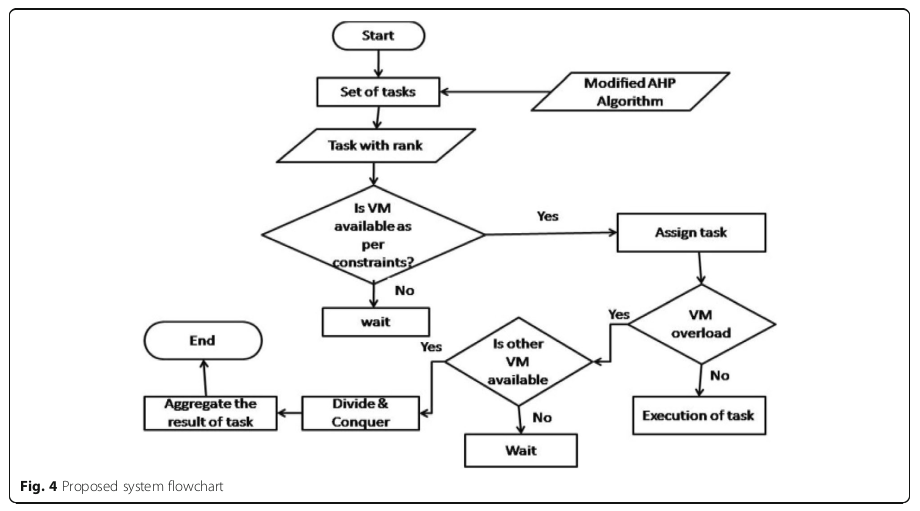 Start
Set of tasks
Modified AHP
Algorithm
Task with rank
Is VM
available as
per
constraints?
Yes
Assign task
No
wait
VM
overload
Yes
No
Execution of task
Is other
VM
available
Yes
No
Wait
Divide &
Conquer
Aggregate the
result of task
End
Fig. 4 Proposed system flowchart